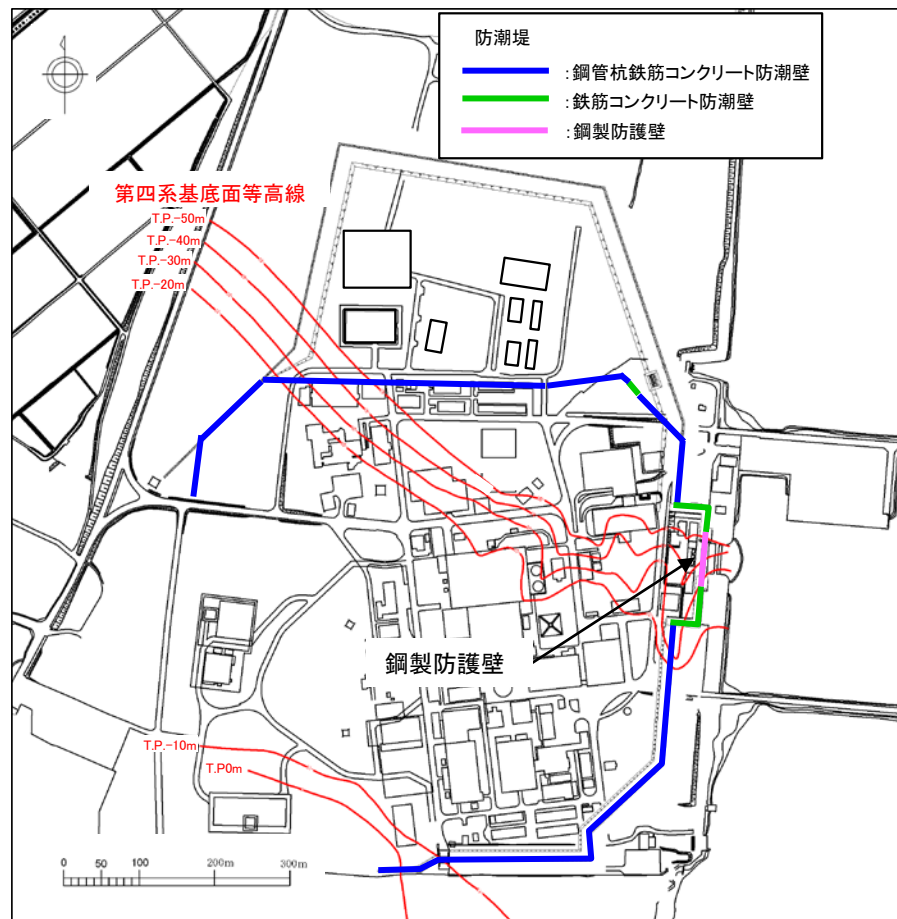 防潮堤
:鋼管杭鉄筋コンクリート防潮壁
:鉄筋コンクリート防潮壁
:鋼製防護壁
第四系基底面等高線
T.P.-50m
T.P.-40m
T.P.-30m
T.P.-20m
鋼製防護壁
T.P.-10m
T.P0m
0 50 100 200m 300m